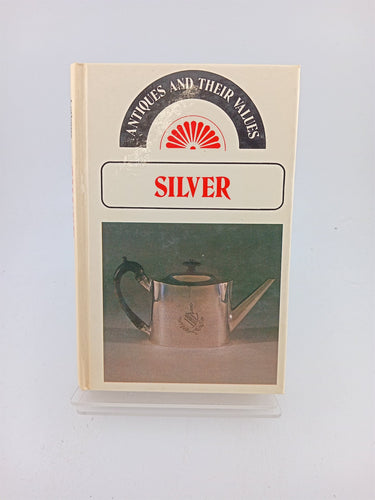 ANTIQUES AND THEIR VALUES
SILVER